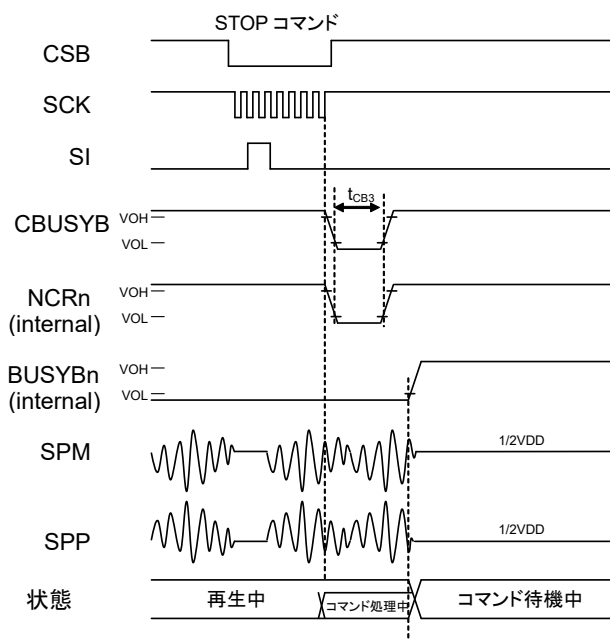 STOP コマンド
CSB
SCK
SI
tCB3
CBUSYB
VOH
VOL
NCRn
(internal)
VOH
VOL
BUSYBn
(internal)
VOH
VOL
SPM
1/2VDD
SPP
1/2VDD
状態
再生中
コマンド処理中
コマンド待機中